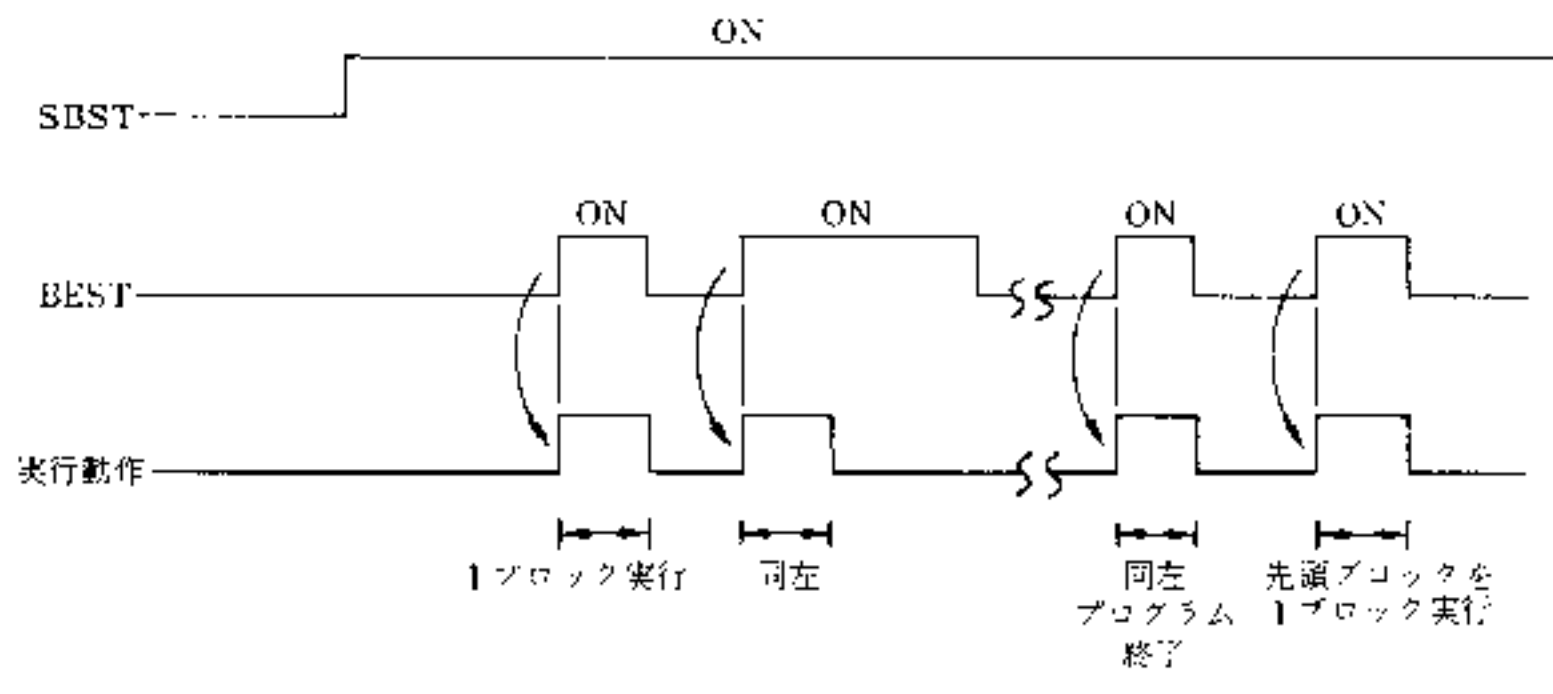 ON
SBST
ON
ON
ON
ON
BEST
実行動作
1ブロック実行
同左
同左
プログラム
終了
先頭ブロックを
1ブロック実行